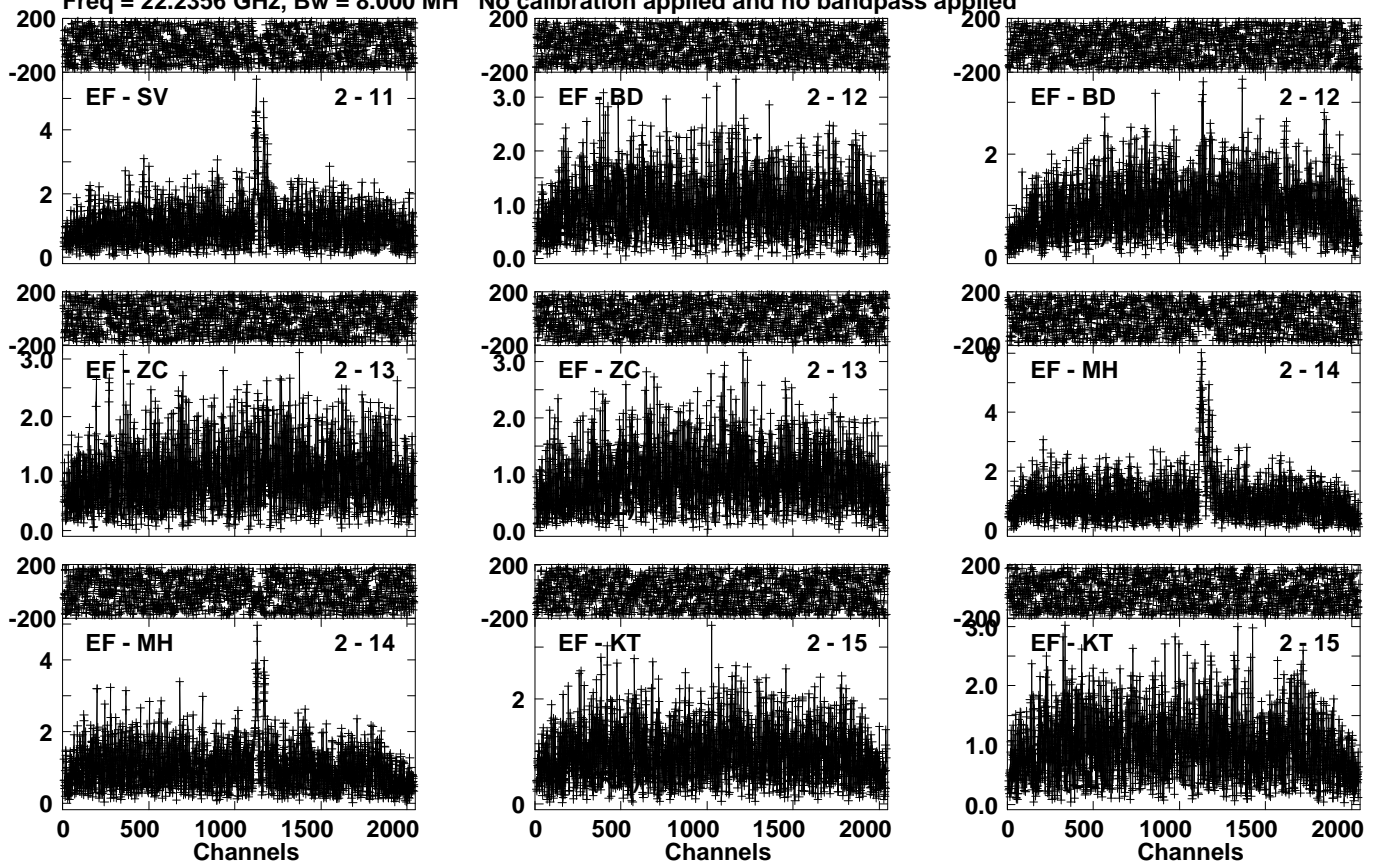 Freq = 22.2356 GHz, Bw = 8.000 MH No calibration applied and no bandpass applied
200 200 200
-200 -200 -200
EF - SV 2 - 11 EF - BD 2 - 12 EF - BD 2 - 12
4 3.0
2.0 2
2 1.0
0 0.0 0
200 200 200
-200 -200 -200
3.0 3.0 6
EF - ZC 2 - 13 EF - ZC 2 - 13 EF - MH 2 - 14
2.0 2.0 4
1.0 1.0 2
0.0 0.0 0
200 200 200
-200 -200 -200
3.0
EF - MH 2 - 14 EF - KT 2 - 15 EF - KT 2 - 15
4 2 2.0
2 1.0
0 0 0.0
0 500 1000 1500 2000 0 500 1000 1500 2000 0 500 1000 1500 2000
Channels Channels Channels